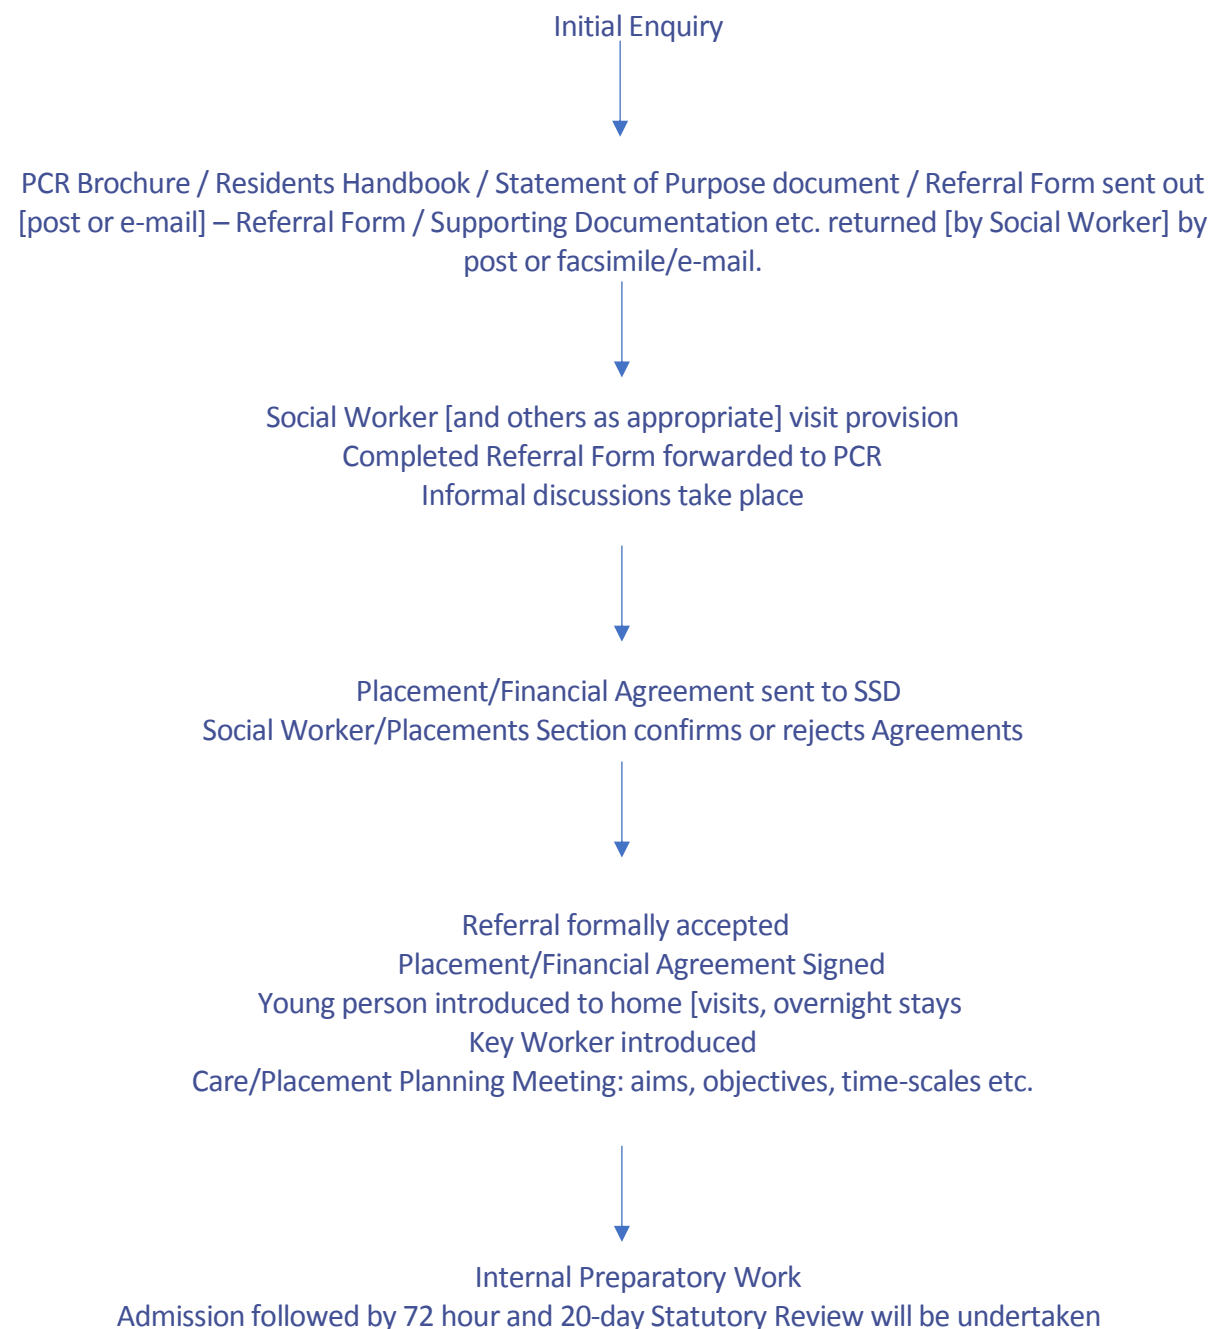 Initial Enquiry
PCR Brochure / Residents Handbook / Statement of Purpose document / Referral Form sent out
[post or e-mail] – Referral Form / Supporting Documentation etc. returned [by Social Worker] by
post or facsimile/e-mail.
Social Worker [and others as appropriate] visit provision
Completed Referral Form forwarded to PCR
Informal discussions take place
Placement/Financial Agreement sent to SSD
Social Worker/Placements Section confirms or rejects Agreements
Referral formally accepted
Placement/Financial Agreement Signed
Young person introduced to home [visits, overnight stays
Key Worker introduced
Care/Placement Planning Meeting: aims, objectives, time-scales etc.
Internal Preparatory Work
Admission followed by 72 hour and 20-day Statutory Review will be undertaken